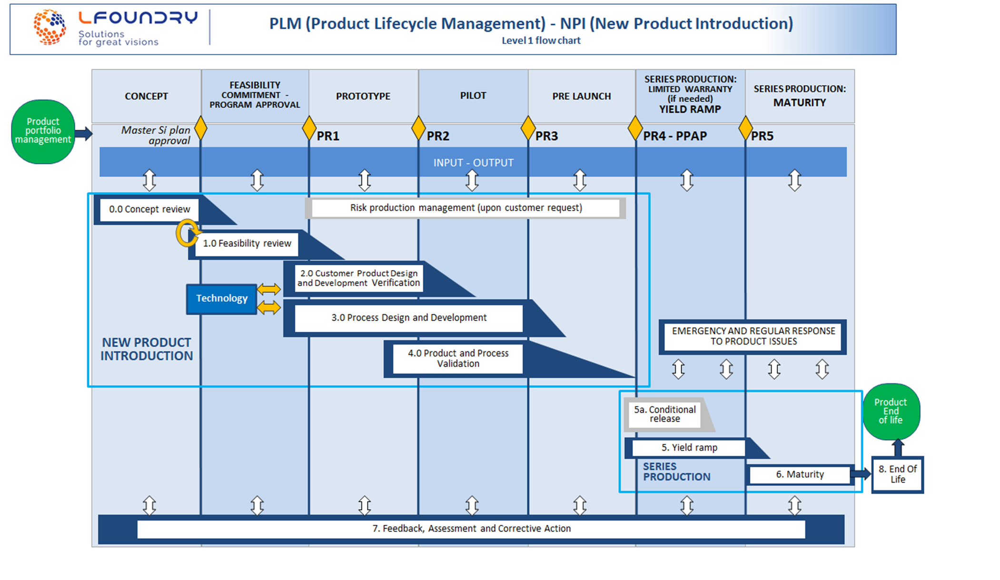 LFOUNDRY
Solutions
for great visions
PLM (Product Lifecycle Management) - NPI (New Product Introduction)
Level 1 flow chart
CONCEPT
FEASIBILITY
COMMITMENT -
PROGRAM APPROVAL
PROTOTYPE
PILOT
PRE LAUNCH
SERIES PRODUCTION:
LIMITED WARRANTY
(if needed)
YIELD RAMP
SERIES PRODUCTION:
MATURITY
Product
portfolio
management
Master Si plan
approval
PR1
PR2
PR3
PR4 - PPAP
PR5
INPUT - OUTPUT
0.0 Concept review
Risk production management (upon customer request)
1.0 Feasibility review
2.0 Customer Product Design
and Development Verification
Technology
3.0 Process Design and Development
NEW PRODUCT
INTRODUCTION
4.0 Product and Process
Validation
EMERGENCY AND REGULAR RESPONSE
TO PRODUCT ISSUES
5a. Conditional
release
Product
End
of life
5. Yield ramp
SERIES
PRODUCTION
6. Maturity
8. End Of
Life
7. Feedback, Assessment and Corrective Action